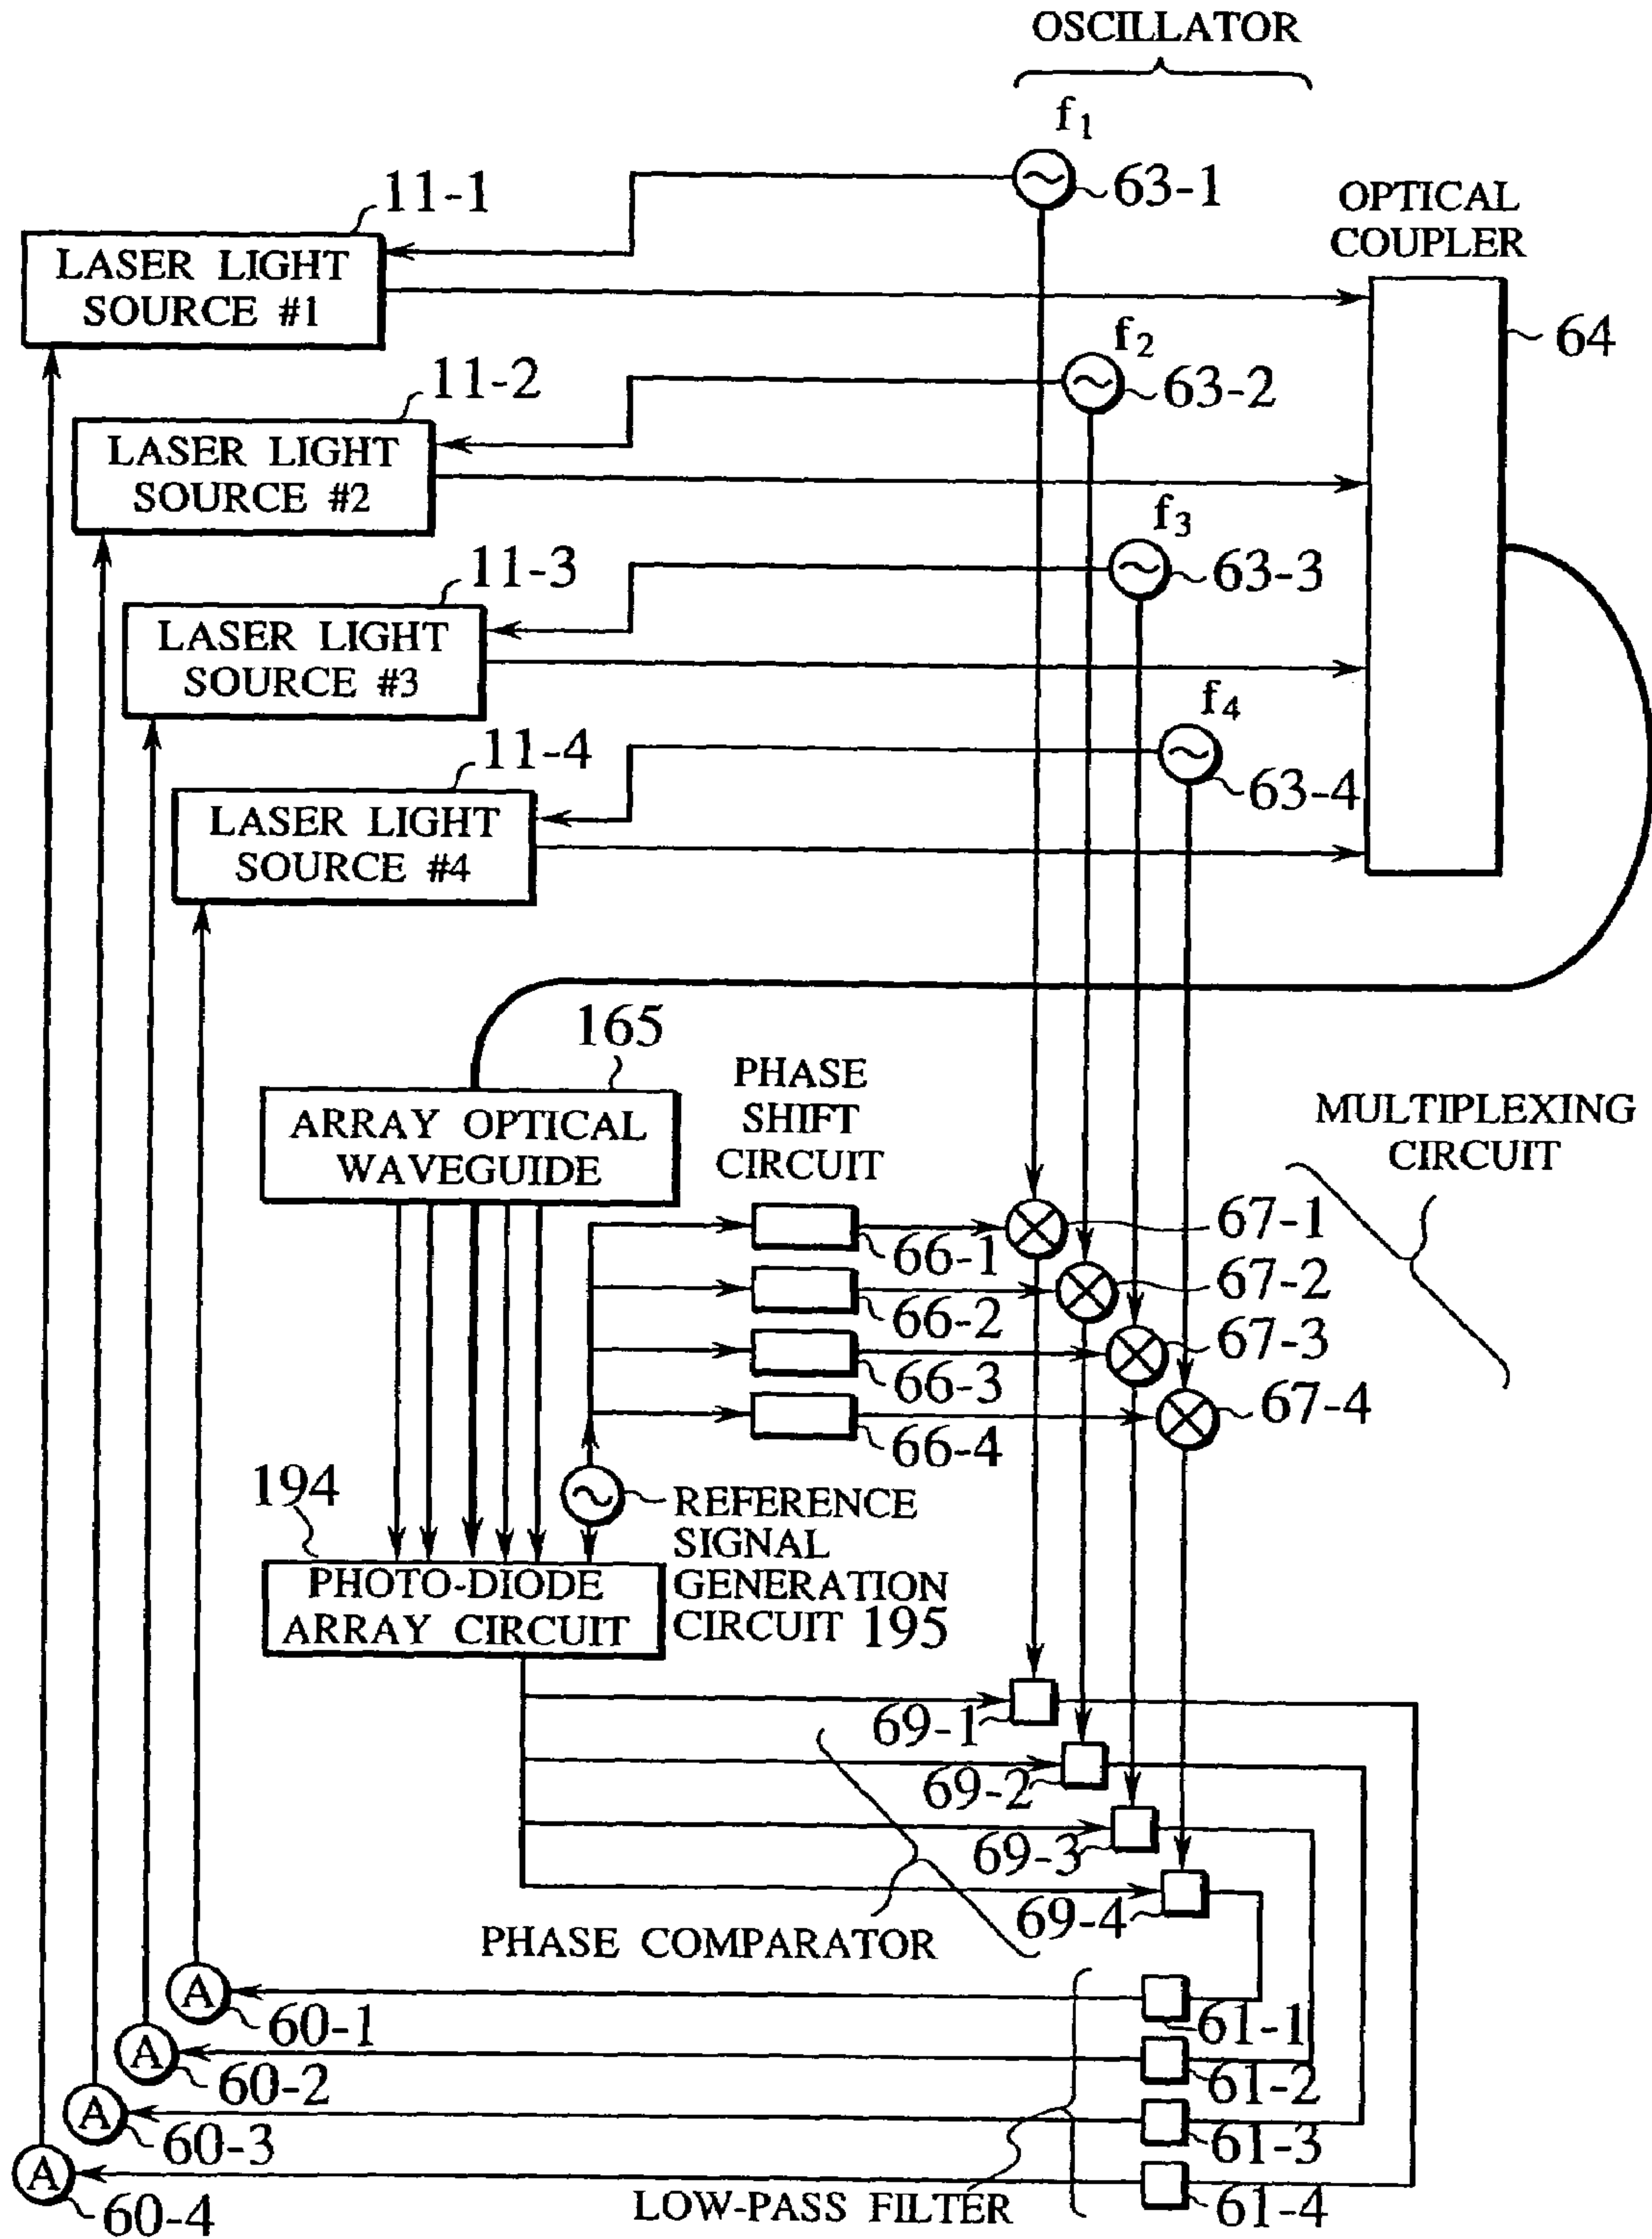 OSCILLATOR
f1
63-1
11-1
LASER LIGHT
SOURCE #1
OPTICAL
COUPLER
64
f2
63-2
11-2
LASER LIGHT
SOURCE #2
f3
63-3
11-3
LASER LIGHT
SOURCE #3
f4
63-4
11-4
LASER LIGHT
SOURCE #4
165
ARRAY OPTICAL
WAVEGUIDE
PHASE
SHIFT
CIRCUIT
MULTIPLEXING
CIRCUIT
66-1
67-1
66-2
67-2
66-3
67-3
66-4
67-4
194
REFERENCE
SIGNAL
GENERATION
CIRCUIT 195
PHOTO-DIODE
ARRAY CIRCUIT
69-1
69-2
69-3
69-4
PHASE COMPARATOR
A
60-1
61-1
A
60-2
61-2
A
60-3
61-3
A
60-4
61-4
LOW-PASS FILTER